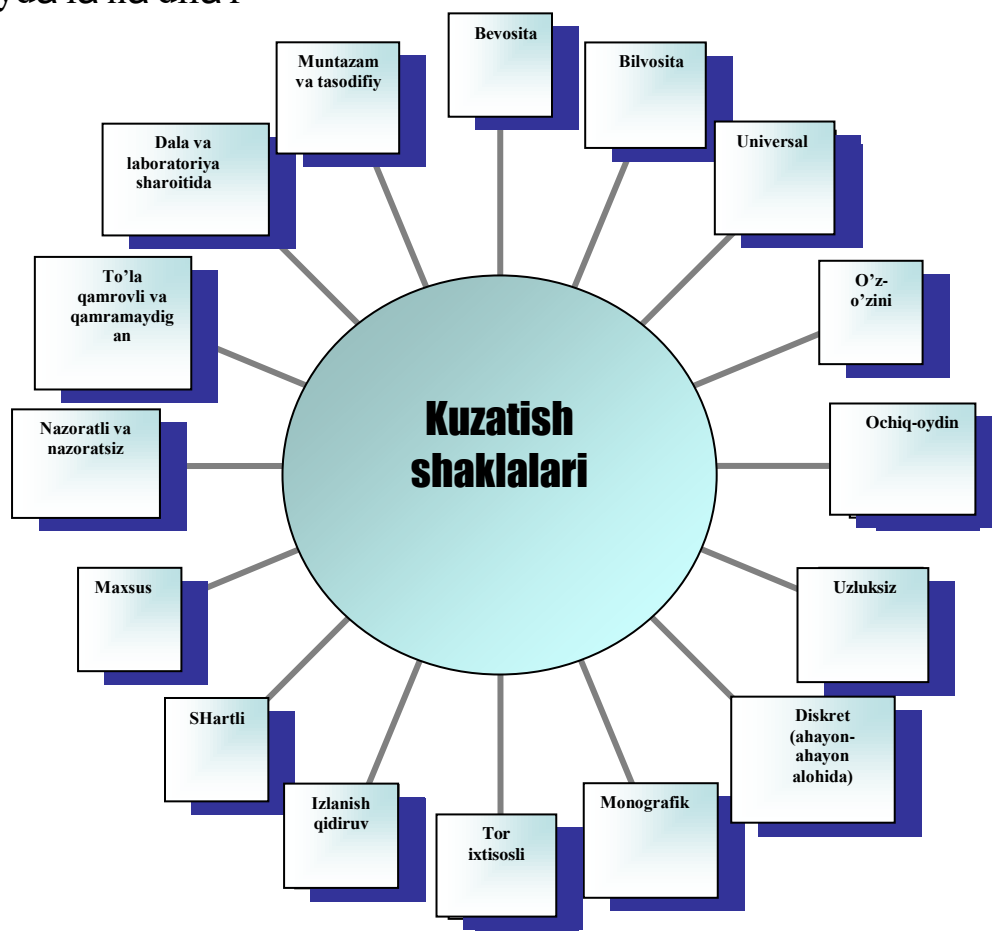 Bevosita
Bilvosita
Universal
O’z-
o’zini
Ochiq-oydin
Uzluksiz
Diskret
(ahayon-
ahayon
alohida)
Monografik
Tor
ixtisosli
Izlanish
qidiruv
SHartli
Maxsus
Nazoratli va
nazoratsiz
To’la
qamrovli va
qamramaydig
an
Dala va
laboratoriya
sharoitida
Muntazam
va tasodifiy
Kuzatish
shaklalari